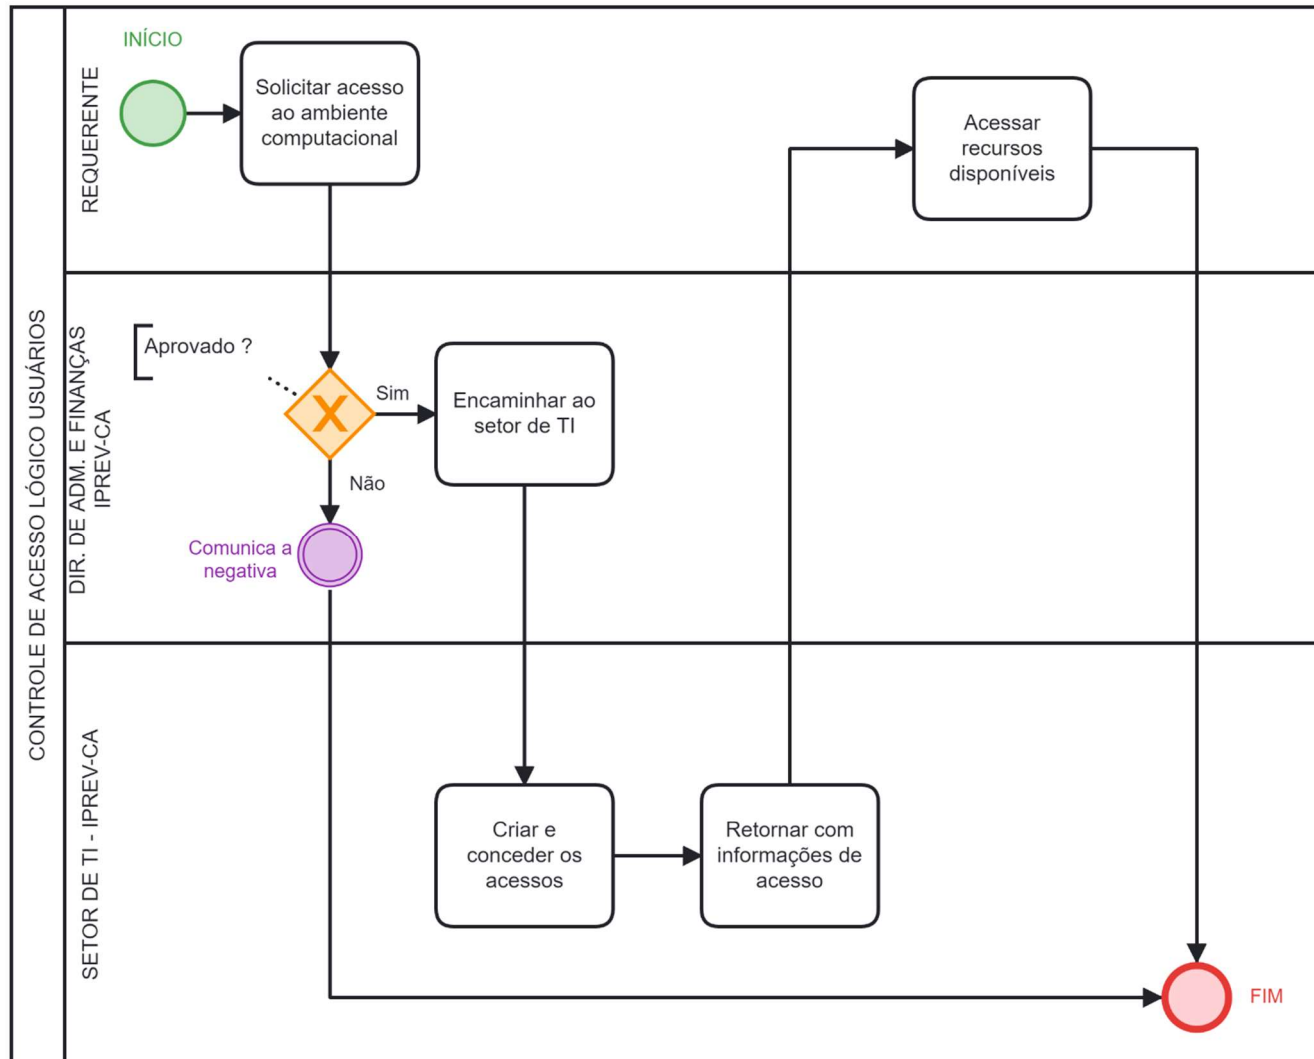 CONTROLE DE ACESSO LÓGICO USUÁRIOS
REQUERENTE
INÍCIO
Solicitar acesso
ao ambiente
computacional
Acessar
recursos
disponíveis
DIR. DE ADM. E FINANÇAS
IPREV-CA
Aprovado ?
X
Sim
Encaminhar ao
setor de TI
Não
Comunica a
negativa
SETOR DE TI - IPREV-CA
Criar e
conceder os
acessos
Retornar com
informações de
acesso
FIM